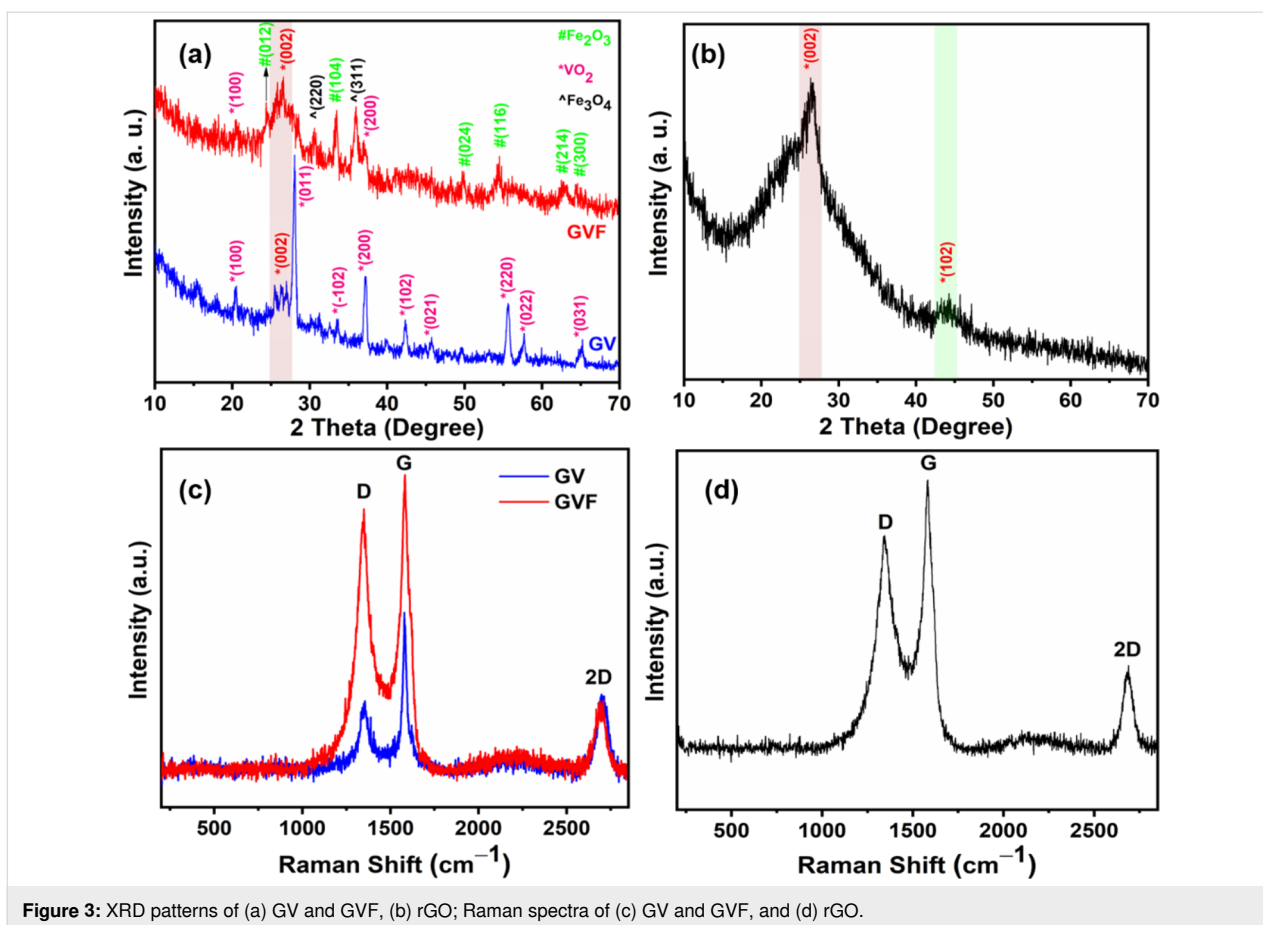 (a)
#Fe₂O₃
*VO₂
^Fe₃O₄
*(100)
#(012)
*(002)
^(220)
#(104)
^(311)
*(200)
#(024)
#(116)
#(214)
#(300)
GVF
*(100)
*(002)
*(011)
*(-102)
*(200)
*(102)
*(021)
*(220)
*(022)
*(031)
GV
Intensity (a. u.)
10 20 30 40 50 60 70
2 Theta (Degree)
(b)
*(002)
*(102)
Intensity (a. u.)
10 20 30 40 50 60 70
2 Theta (Degree)
(c)
D
G
2D
GV
GVF
Intensity (a.u.)
500 1000 1500 2000 2500
Raman Shift (cm⁻¹)
(d)
D
G
2D
Intensity (a.u.)
500 1000 1500 2000 2500
Raman Shift (cm⁻¹)
Figure 3: XRD patterns of (a) GV and GVF, (b) rGO; Raman spectra of (c) GV and GVF, and (d) rGO.